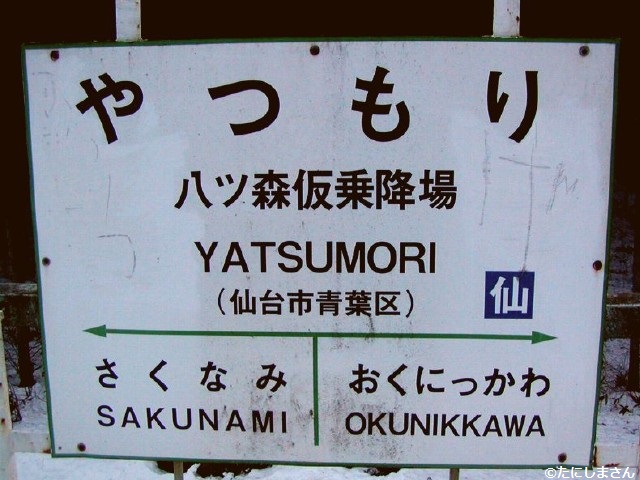 やつもり
八ツ森仮乗降場
YATSUMORI
（仙台市青葉区）
仙
さくなみ
SAKUNAMI
おくにっかわ
OKUNIKKAWA
©たにしまさん